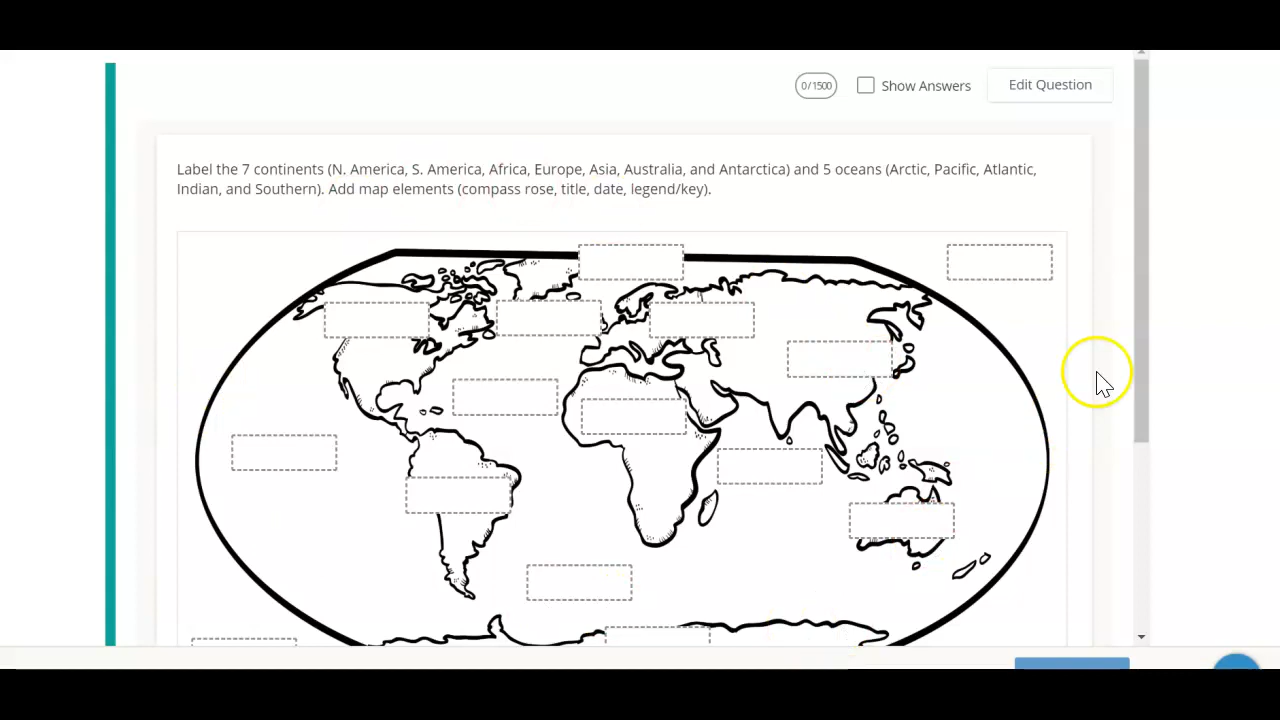 0/1500
Show Answers
Edit Question
Label the 7 continents (N. America, S. America, Africa, Europe, Asia, Australia, and Antarctica) and 5 oceans (Arctic, Pacific, Atlantic,
Indian, and Southern). Add map elements (compass rose, title, date, legend/key).